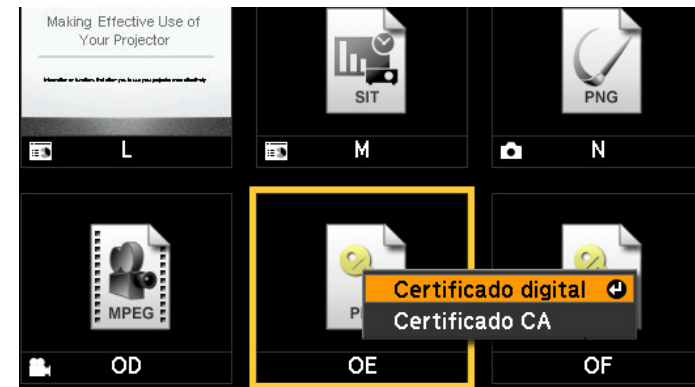 Making Effective Use of
Your Projector
SIT
PNG
L
M
N
MPEG
P
Certificado digital
Certificado CA
OD
OE
OF